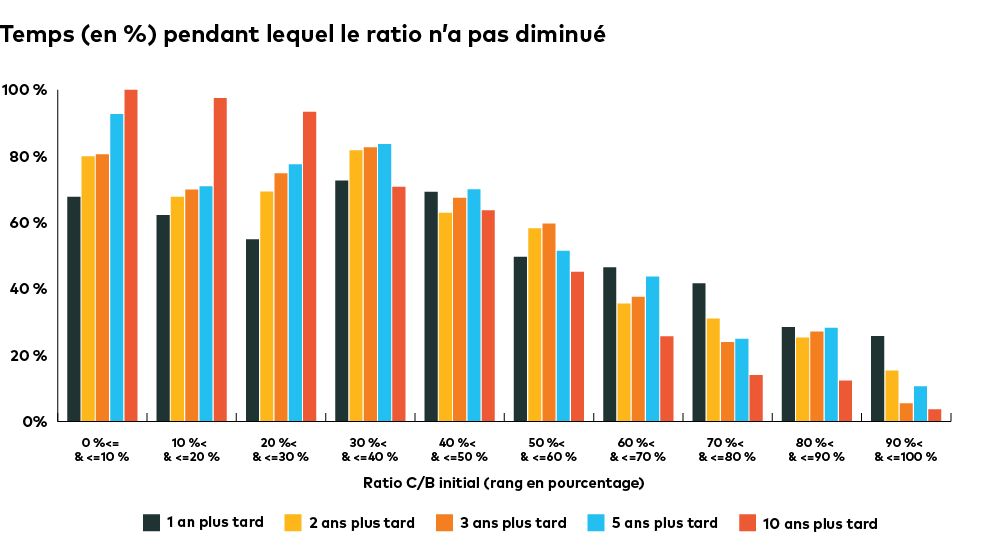 Temps (en %) pendant lequel le ratio n'a pas diminué
100 %
80 %
60 %
40 %
20 %
0%
0 %<=
& <=10 %
10 %<
& <=20 %
20 %<
& <=30 %
30 %<
& <=40 %
40 %<
& <=50 %
50 %<
& <=60 %
60 %<
& <=70 %
70 %<
& <=80 %
80 %<
& <=90 %
90 %<
& <=100 %
Ratio C/B initial (rang en pourcentage)
1 an plus tard
2 ans plus tard
3 ans plus tard
5 ans plus tard
10 ans plus tard